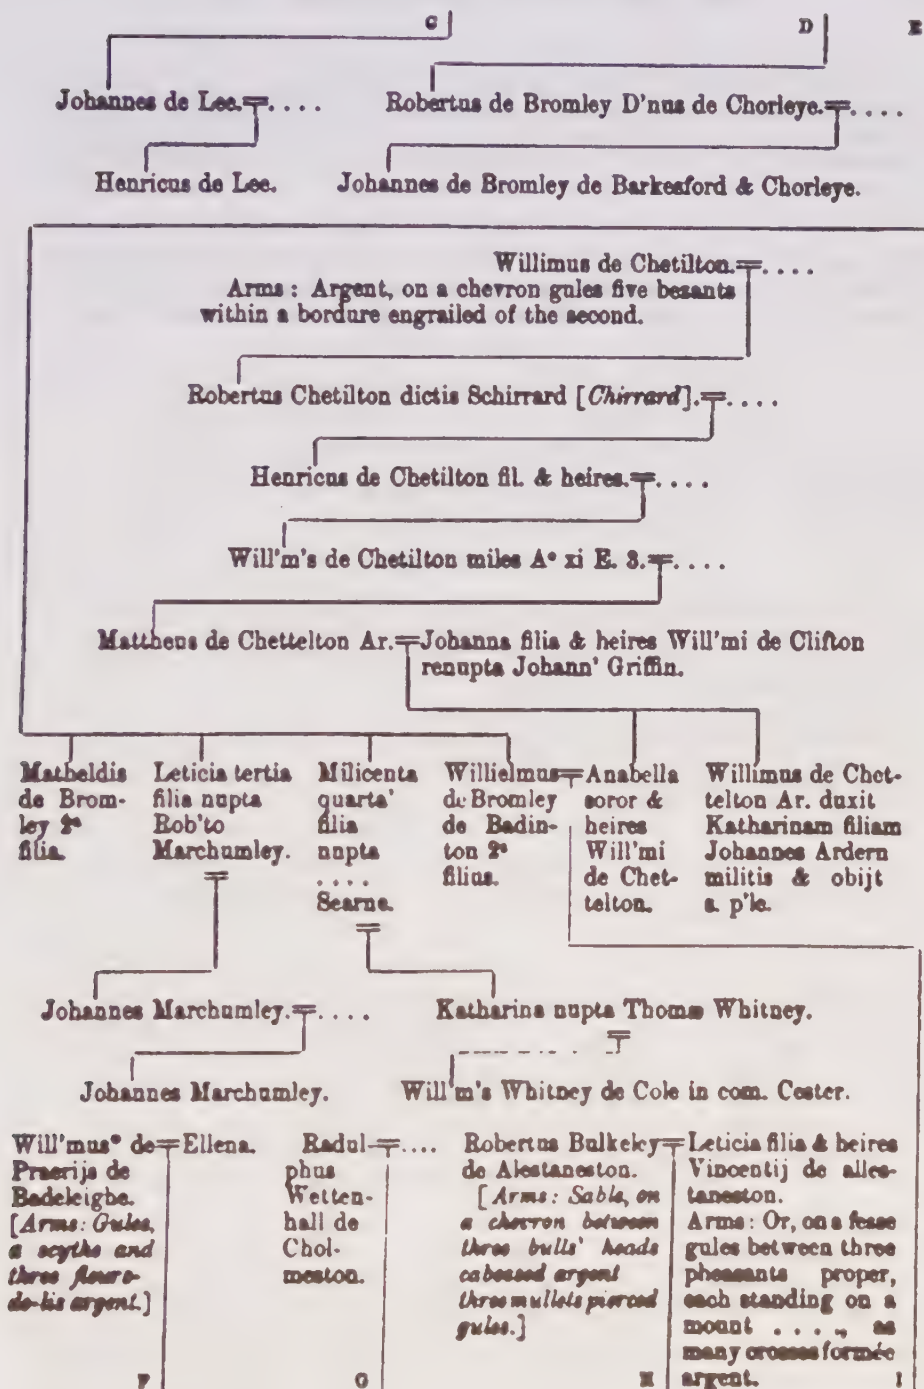 C D E
Johannes de Lee.=.... Robertus de Bromley D'nus de Chorleye.=....
Henricus de Lee. Johannes de Bromley de Barkesford & Chorleye.
Willimus de Chetilton.=....
Arms: Argent, on a chevron gules five besants
within a bordure engrailed of the second.
Robertus Chetilton dictis Schirrard [Chirrard].=....
Henricus de Chetilton fil. & heires.=....
Will'm's de Chetilton miles A° xi E. 3.=....
Mattheus de Chettelton Ar.=Johanna filia & heires Will'mi de Clifton
renupta Johann' Griffin.
Matheldis
de Brom-
ley 2ª
filia.
Leticia tertia
filia nupta
Rob'to
Marchumley.
Milicenta
quarta'
filia
nupta
....
Searne.
Willielmus=
de Bromley
de Badin-
ton 2ª
filius.
Anabella
soror &
heires
Will'mi
de Chet-
telton.
Willimus de Chet-
telton Ar. duxit
Katharinam filiam
Johannes Ardern
militis & obijt
s. p'le.
Johannes Marchumley.=.... Katharina nupta Thomæ Whitney.
Johannes Marchumley. Will'm's Whitney de Cole in com. Cester.
Will'mus* de=
Praerijs de
Badeleighe.
[Arms: Gules,
a scythe and
three fleurs-
de-lis argent.]
Ellena.
Radul-=....
phus
Wetten-
hall de
Chol-
meston.
Robertus Bulkeley=
de Alestaneston.
[Arms: Sable, on
a chevron between
three bulls' heads
cabossed argent
three mullets pierced
gules.]
Leticia filia & heires
Vincentij de alles-
taneston.
Arms: Or, on a fesse
gules between three
pheasants proper,
each standing on a
mount ...., as
many crosses formée
argent.
F G H I